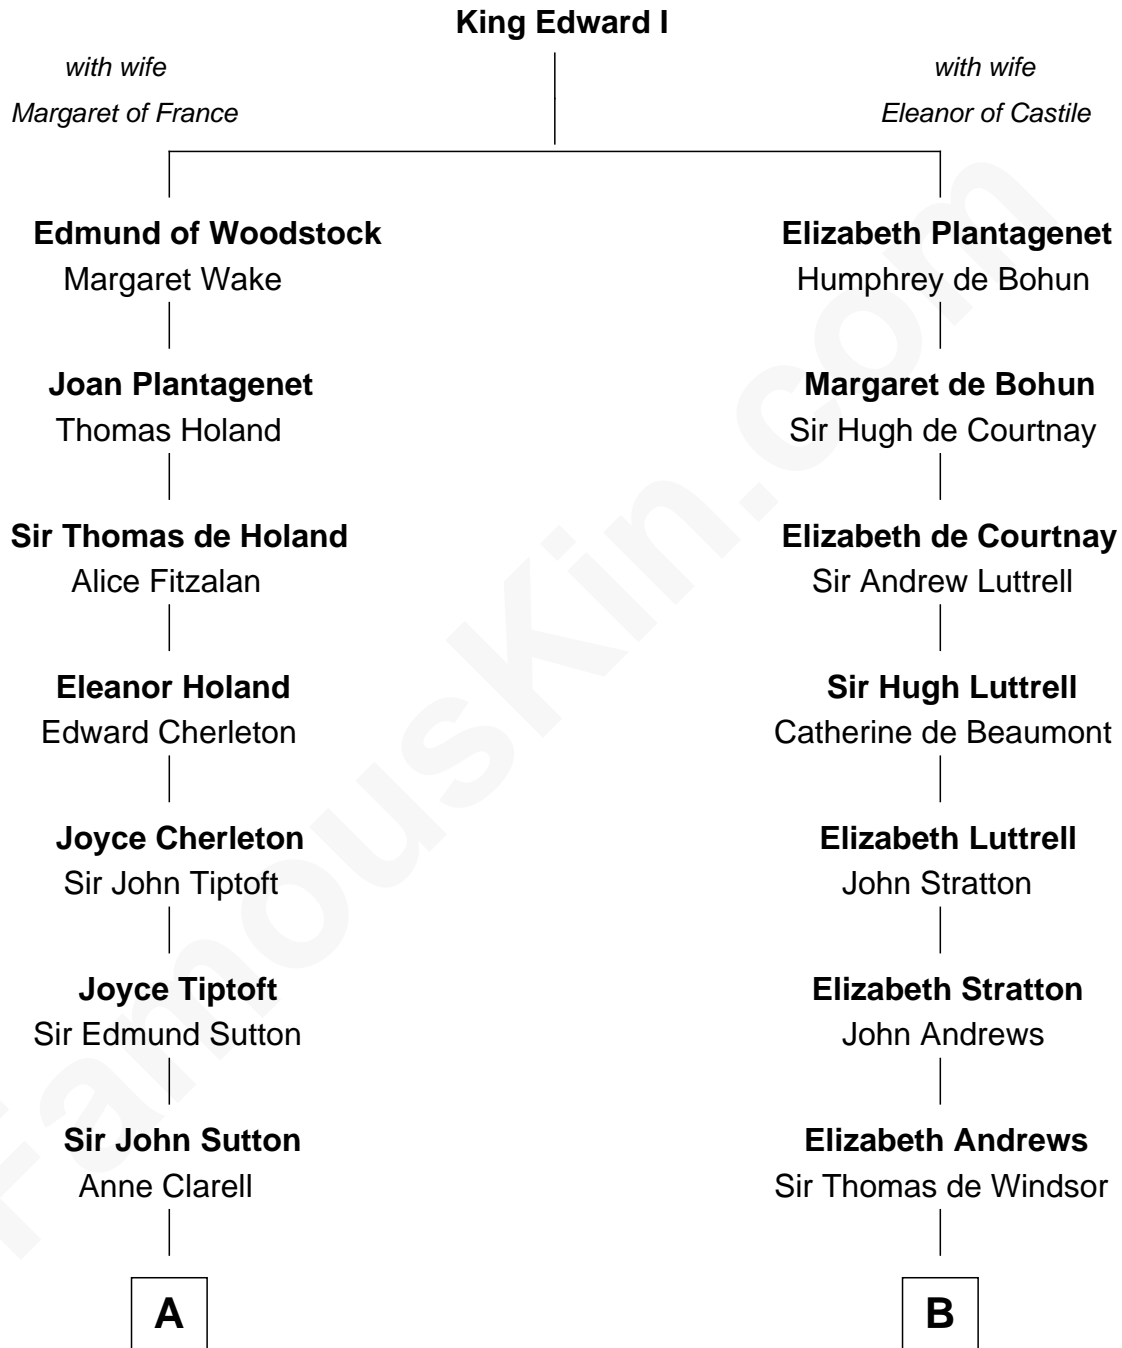 King Edward I
with wife
Margaret of France
with wife
Eleanor of Castile
Edmund of Woodstock
Margaret Wake
Elizabeth Plantagenet
Humphrey de Bohun
Joan Plantagenet
Thomas Holand
Margaret de Bohun
Sir Hugh de Courtnay
Sir Thomas de Holand
Alice Fitzalan
Elizabeth de Courtnay
Sir Andrew Luttrell
Eleanor Holand
Edward Cherleton
Sir Hugh Luttrell
Catherine de Beaumont
Joyce Cherleton
Sir John Tiptoft
Elizabeth Luttrell
John Stratton
Joyce Tiptoft
Sir Edmund Sutton
Elizabeth Stratton
John Andrews
Sir John Sutton
Anne Clarell
Elizabeth Andrews
Sir Thomas de Windsor
A
B
FamousKin.com